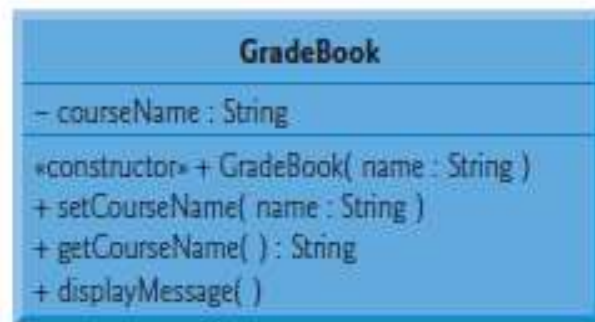 GradeBook
– courseName : String
«constructor» + GradeBook( name : String )
+ setCourseName( name : String )
+ getCourseName( ) : String
+ displayMessage( )